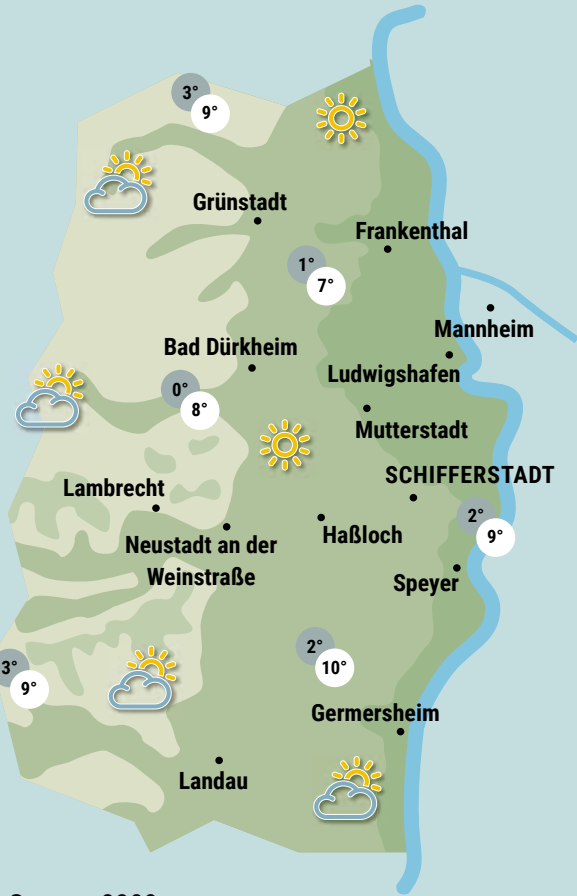 3°
9°
Grünstadt
Frankenthal
1°
7°
Mannheim
Bad Dürkheim
Ludwigshafen
0°
8°
Mutterstadt
SCHIFFERSTADT
Lambrecht
2°
9°
Haßloch
Neustadt an der
Weinstraße
Speyer
2°
10°
3°
9°
Germersheim
Landau